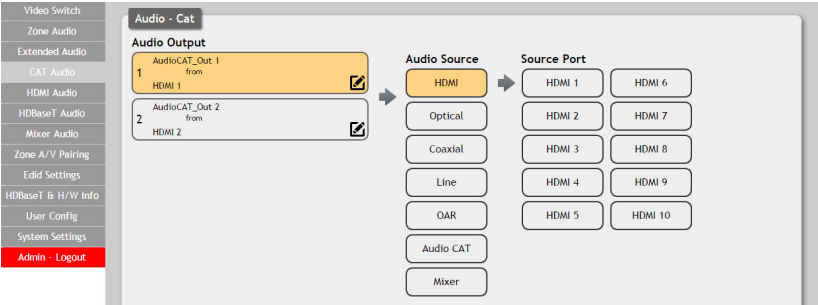 Video Switch
Zone Audio
Extended Audio
CAT Audio
HDMI Audio
HDBaseT Audio
Mixer Audio
Zone A/V Pairing
Edid Settings
HDBaseT & H/W Info
User Config
System Settings
Admin - Logout
Audio - Cat
Audio Output
AudioCAT_Out 1
1 from
HDMI 1
AudioCAT_Out 2
2 from
HDMI 2
Audio Source
HDMI
Optical
Coaxial
Line
OAR
Audio CAT
Mixer
Source Port
HDMI 1 HDMI 6
HDMI 2 HDMI 7
HDMI 3 HDMI 8
HDMI 4 HDMI 9
HDMI 5 HDMI 10